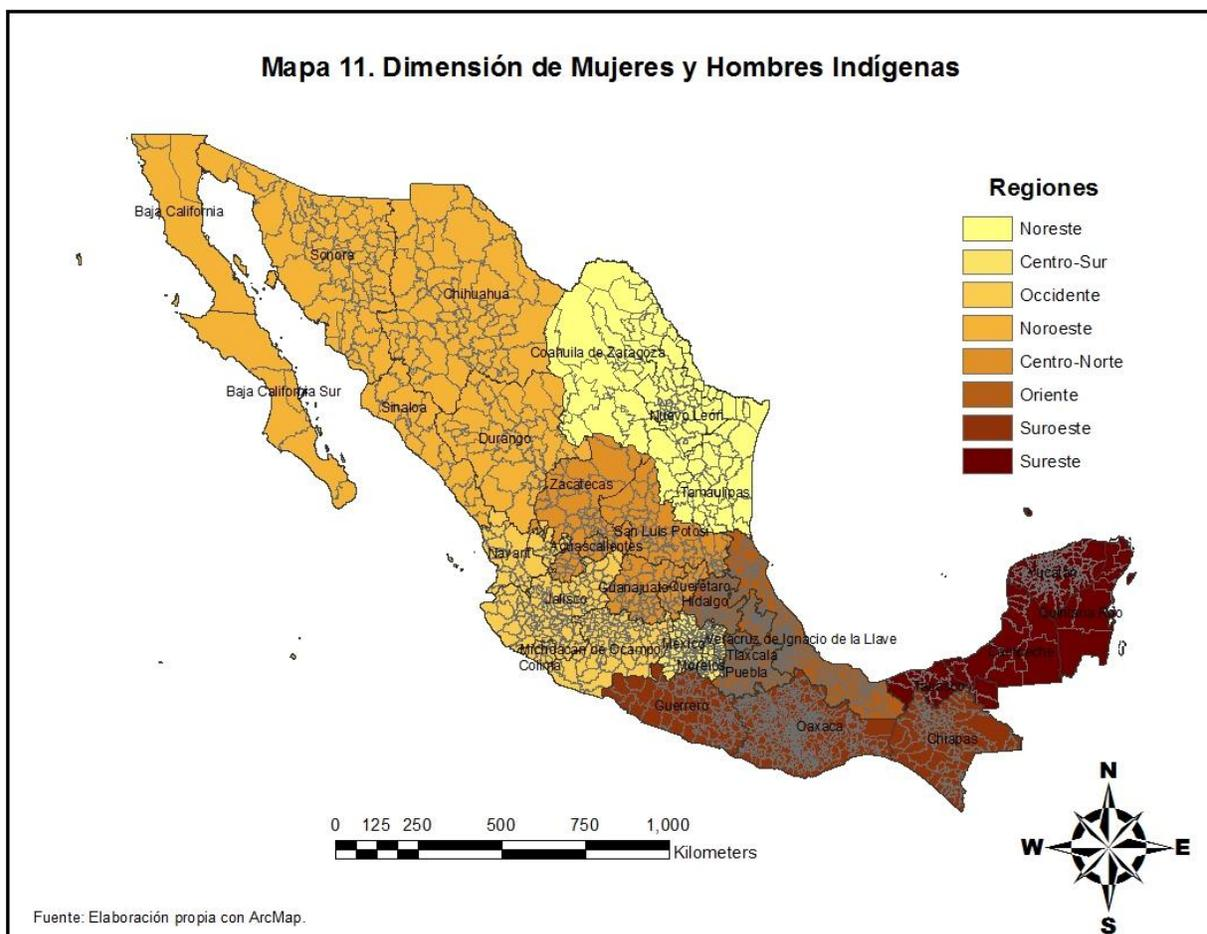 Mapa 11. Dimensión de Mujeres y Hombres Indígenas
Regiones
Noreste
Centro-Sur
Occidente
Noroeste
Centro-Norte
Oriente
Suroeste
Sureste
Baja California
Sonora
Chihuahua
Coahuila de Zaragoza
Baja California Sur
Sinaloa
Nuevo León
Durango
Zacatecas
Tamaulipas
San Luis Potosí
Nayarit
Aguascalientes
Guanajuato
Querétaro
Hidalgo
Jalisco
Yucatán
Quintana Roo
Michoacán de Ocampo
México
Veracruz de Ignacio de la Llave
Colima
Morelos
Tlaxcala
Puebla
Campeche
Tabasco
Guerrero
Oaxaca
Chiapas
0 125 250 500 750 1,000
Kilometers
N
W E
S
Fuente: Elaboración propia con ArcMap.